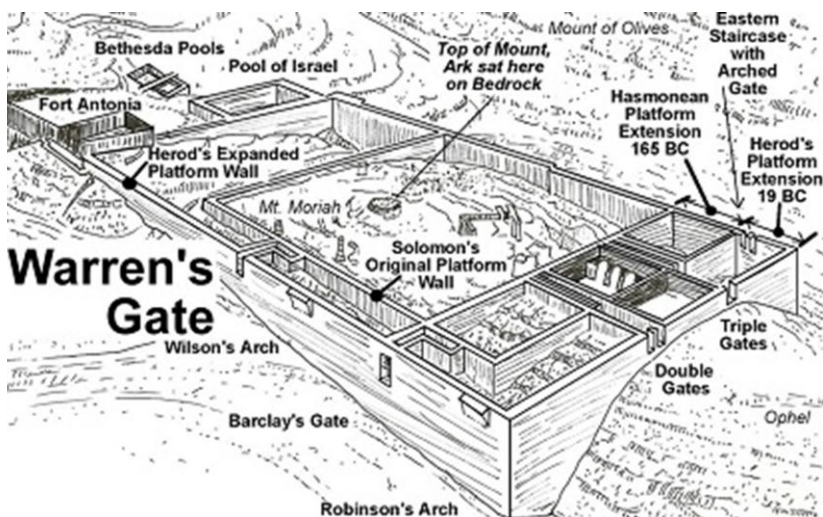 Bethesda Pools
Pool of Israel
Fort Antonia
Top of Mount,
Ark sat here
on Bedrock
Mount of Olives
Eastern
Staircase
with
Arched
Gate
Hasmonean
Platform
Extension
165 BC
Herod's
Platform
Extension
19 BC
Herod's Expanded
Platform Wall
Mt. Moriah
Solomon's
Original Platform
Wall
Warren's
Gate
Wilson's Arch
Barclay's Gate
Robinson's Arch
Triple
Gates
Double
Gates
Ophel